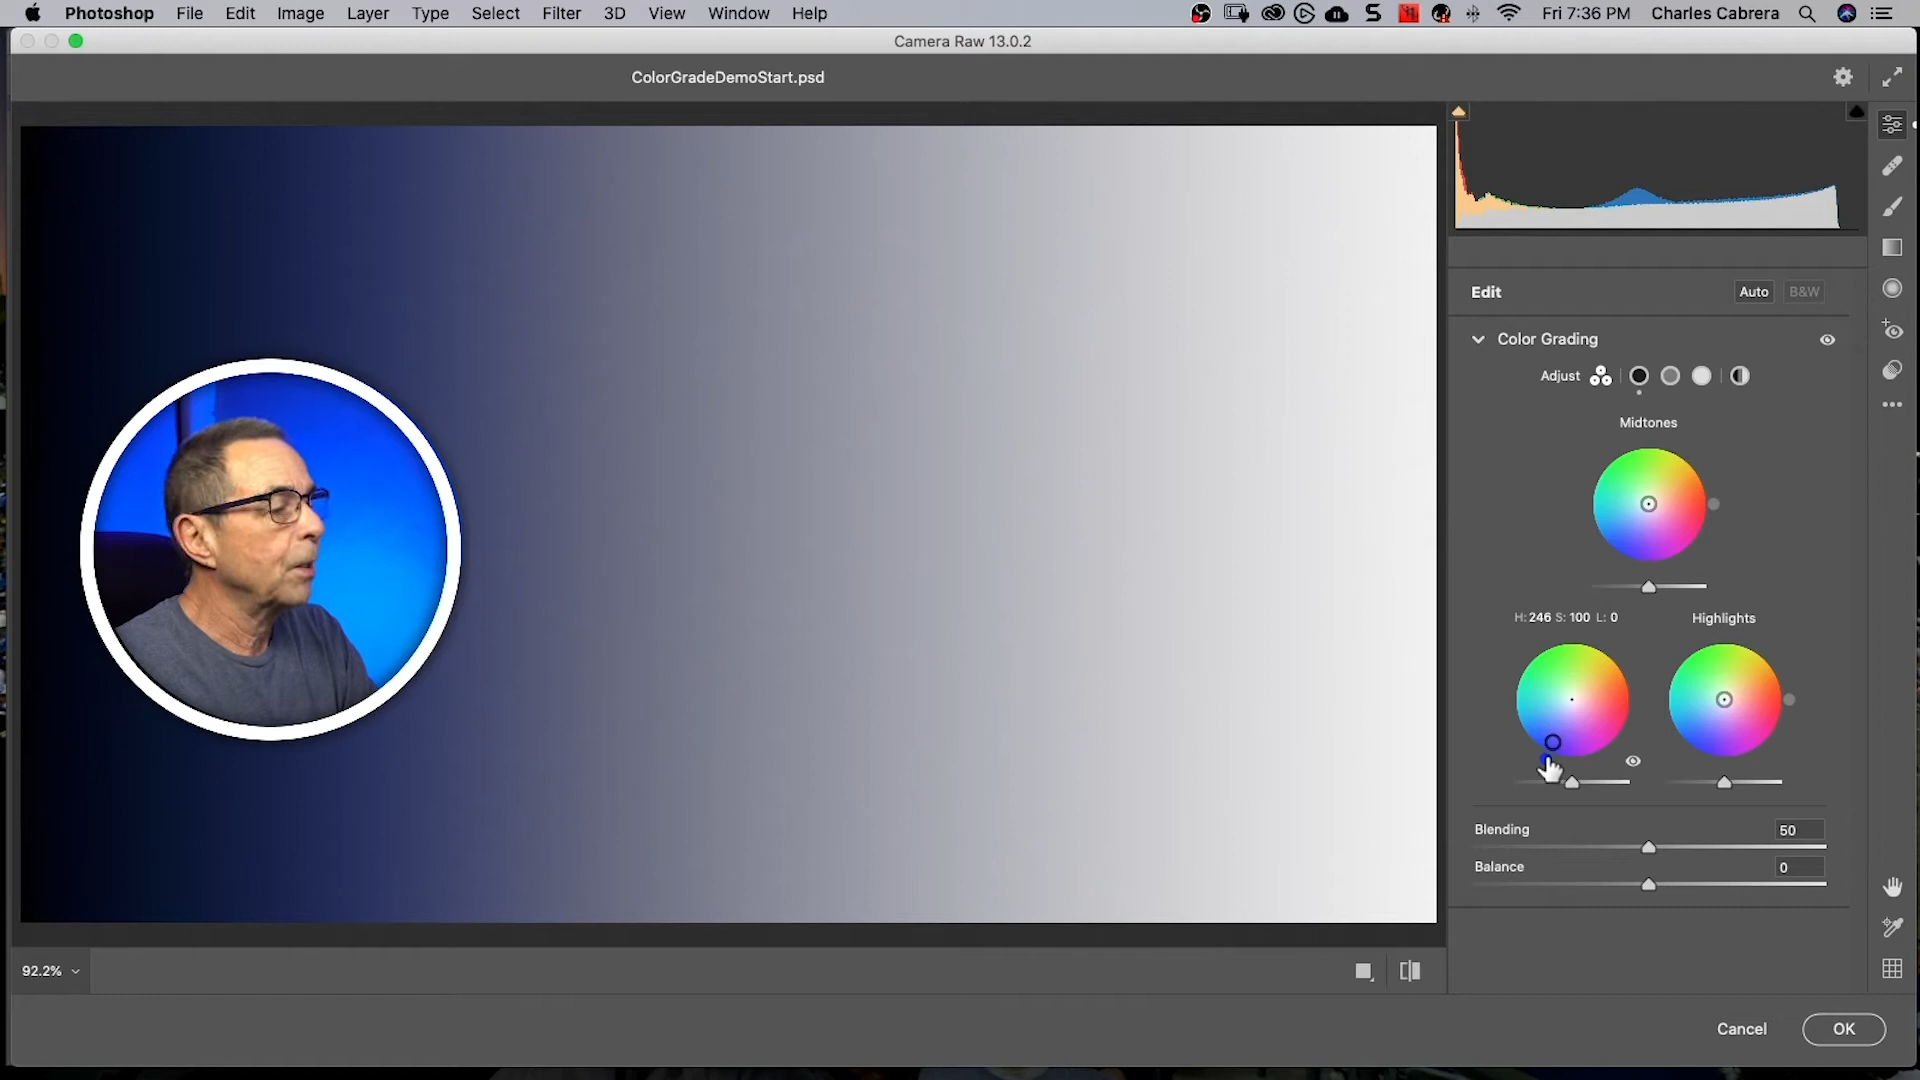 Photoshop File Edit Image Layer Type Select Filter 3D View Window Help Fri 7:36 PM Charles Cabrera
Camera Raw 13.0.2
ColorGradeDemoStart.psd
Edit Auto B&W
Color Grading
Adjust
Midtones
H: 246 S: 100 L: 0 Highlights
Blending 50
Balance 0
92.2%
Cancel OK